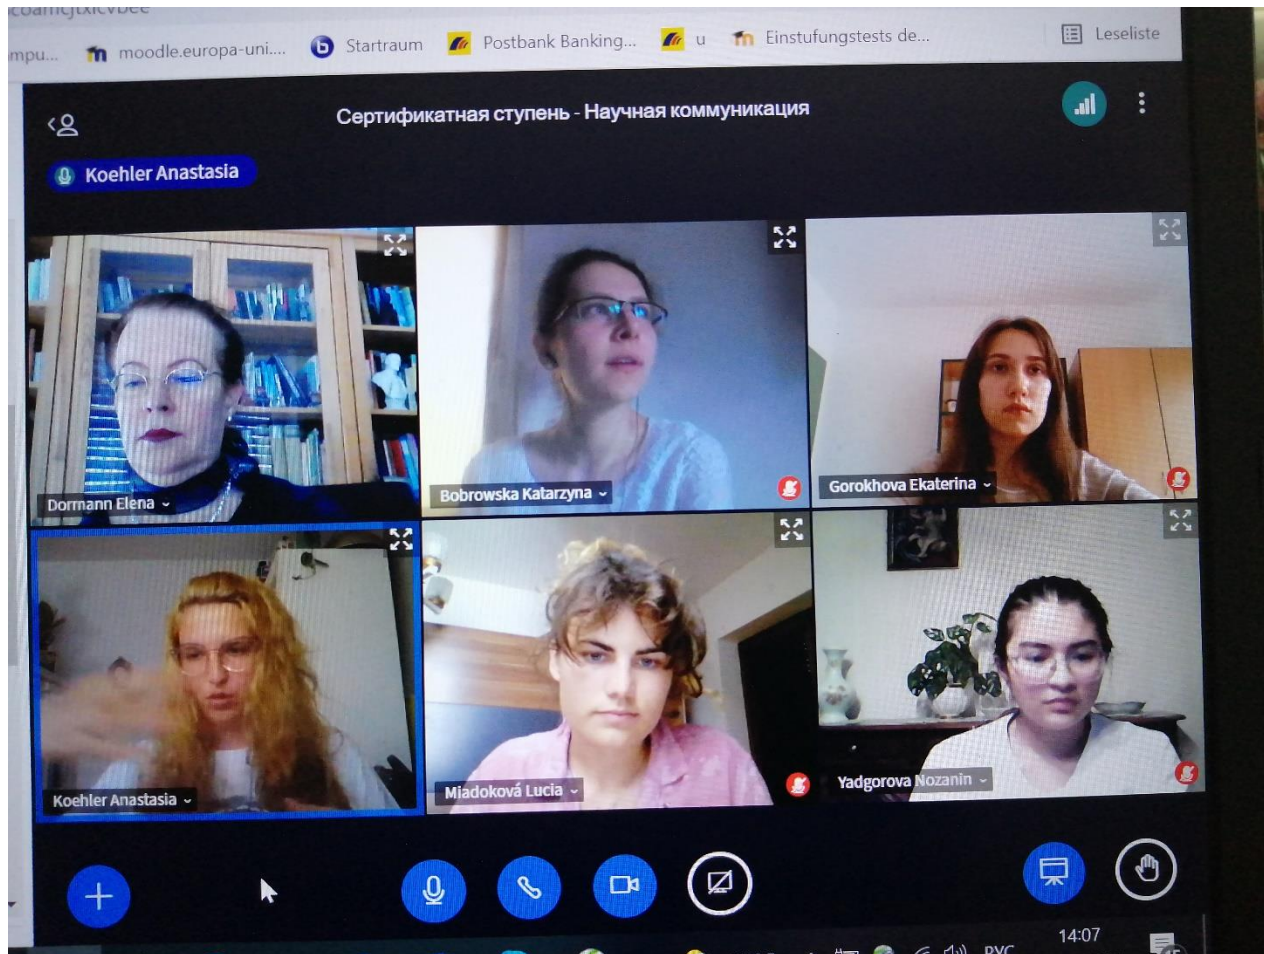 moodle.europa-uni....
Startraum
Postbank Banking...
u
Einstufungstests de...
Leseliste
Сертификатная ступень - Научная коммуникация
Koehler Anastasia
Dormann Elena
Bobrowska Katarzyna
Gorokhova Ekaterina
Koehler Anastasia
Miadoková Lucia
Yadgorova Nozanin
РУС
14:07